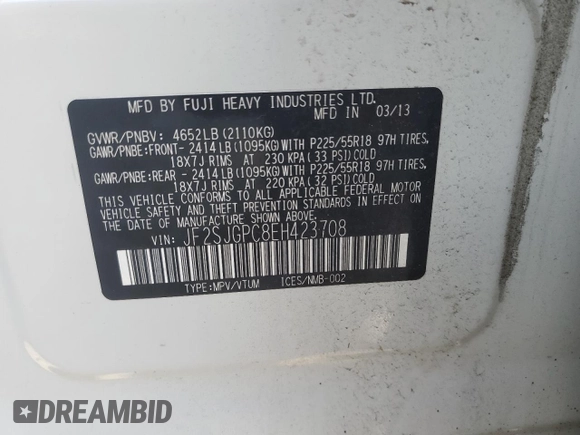 MFD BY FUJI HEAVY INDUSTRIES LTD.
MFD IN 03/13
GVWR/PNBV: 4652LB(2110KG)
GAWR/PNBE:FRONT- 2414LB(1095KG)WITH P225/55R18 97H TIRES,
18X7J RIMS AT 230 KPA(33 PSI)COLD
GAWR/PNBE:REAR - 2414LB(1095KG)WITH P225/55R18 97H TIRES,
18X7J RIMS AT 220 KPA(32 PSI)COLD
THIS VEHICLE CONFORMS TO ALL APPLICABLE FEDERAL MOTOR
VEHICLE SAFETY, BUMPER, AND THEFT PREVENTION STANDARDS
IN EFFECT ON THE DATE OF MANUFACTURE SHOWN ABOVE.
VIN: JF2SJGPC8EH423708
TYPE:MPV/VTUM ICES/NMB-002
DREAMBID